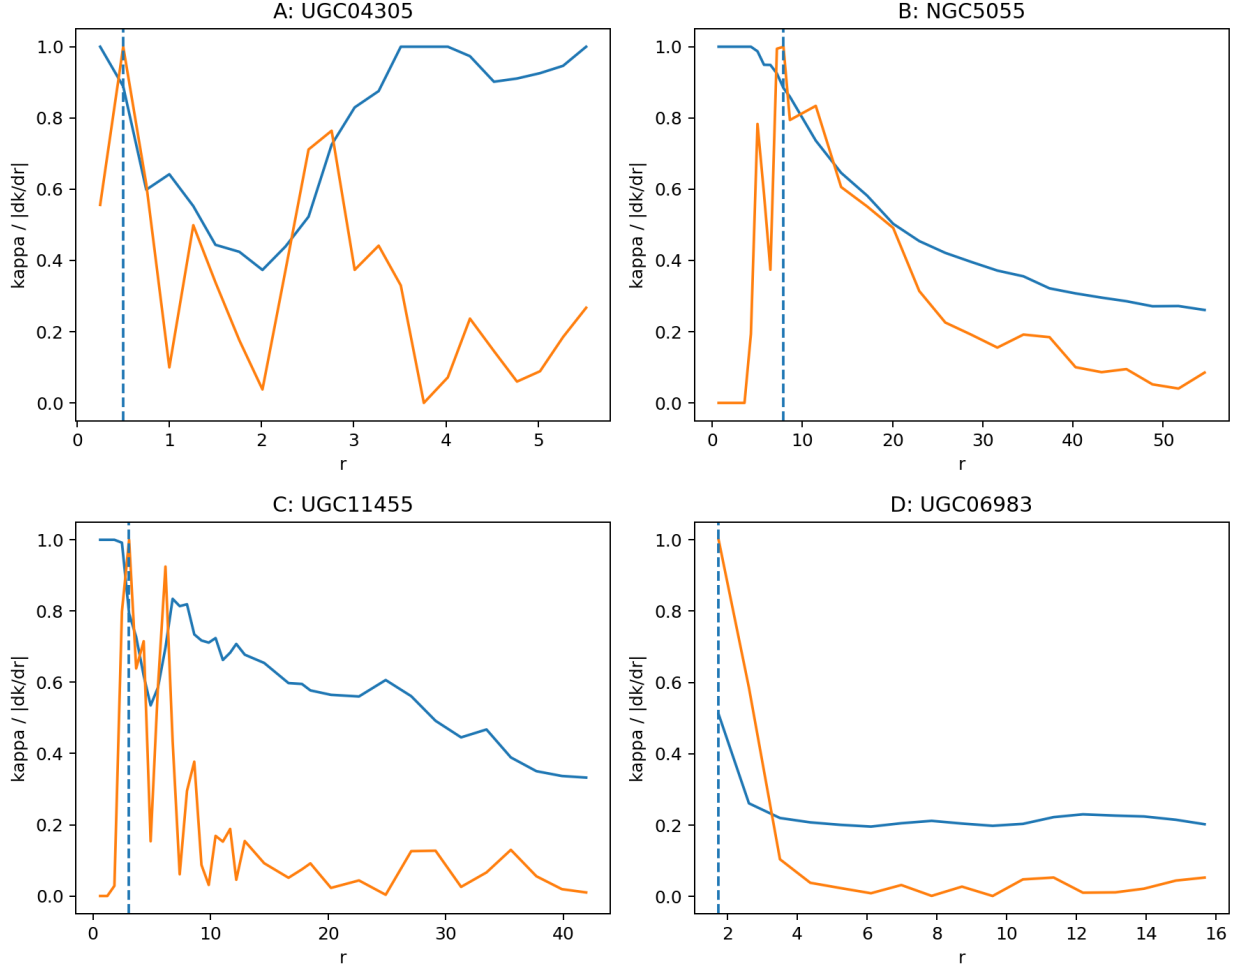 A: UGC04305
kappa / |dk/dr|
1.0
0.8
0.6
0.4
0.2
0.0
0 1 2 3 4 5
r
B: NGC5055
kappa / |dk/dr|
1.0
0.8
0.6
0.4
0.2
0.0
0 10 20 30 40 50
r
C: UGC11455
kappa / |dk/dr|
1.0
0.8
0.6
0.4
0.2
0.0
0 10 20 30 40
r
D: UGC06983
kappa / |dk/dr|
1.0
0.8
0.6
0.4
0.2
0.0
2 4 6 8 10 12 14 16
r